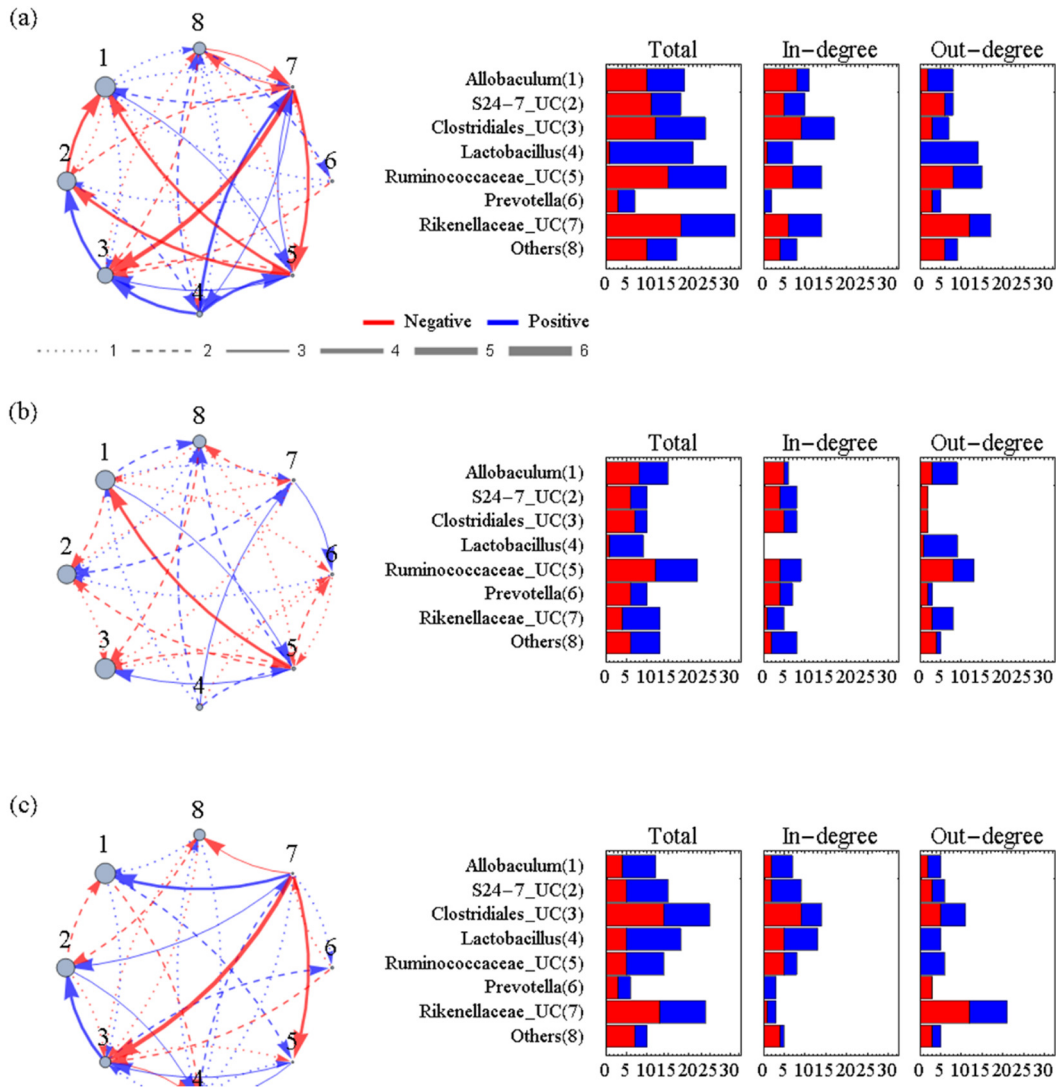 (a)
8
1
7
2
6
3
5
4
Total In-degree Out-degree
Allobaculum(1)
S24-7_UC(2)
Clostridiales_UC(3)
Lactobacillus(4)
Ruminococcaceae_UC(5)
Prevotella(6)
Rikenellaceae_UC(7)
Others(8)
0 5 1015202530 0 5 1015202530 0 5 1015202530
Negative Positive
1 2 3 4 5 6
(b)
8
1
7
2
6
3
5
4
Total In-degree Out-degree
Allobaculum(1)
S24-7_UC(2)
Clostridiales_UC(3)
Lactobacillus(4)
Ruminococcaceae_UC(5)
Prevotella(6)
Rikenellaceae_UC(7)
Others(8)
0 5 1015202530 0 5 1015202530 0 5 1015202530
(c)
8
1
7
2
6
3
5
4
Total In-degree Out-degree
Allobaculum(1)
S24-7_UC(2)
Clostridiales_UC(3)
Lactobacillus(4)
Ruminococcaceae_UC(5)
Prevotella(6)
Rikenellaceae_UC(7)
Others(8)
0 5 1015202530 0 5 1015202530 0 5 1015202530